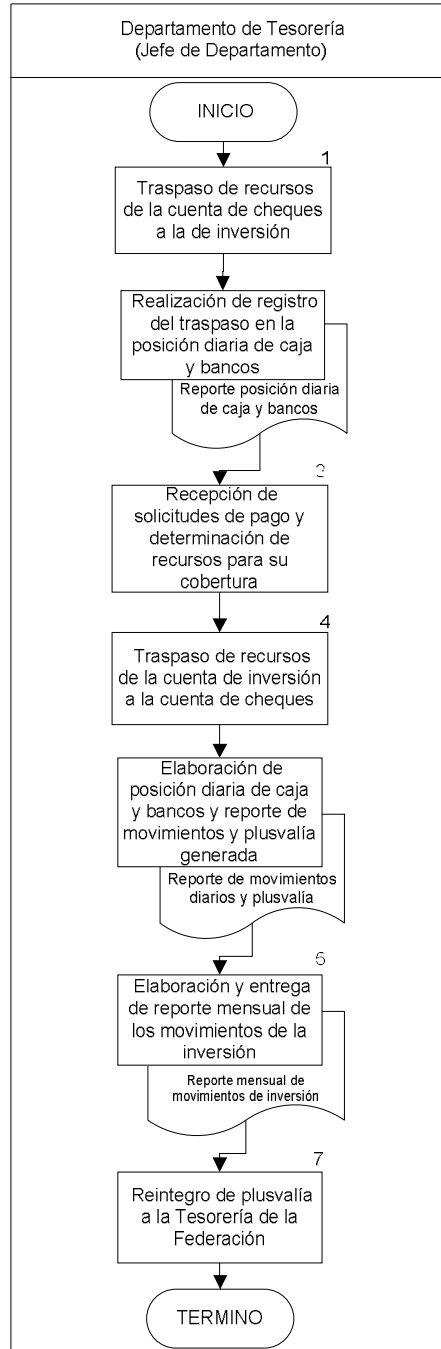 Departamento de Tesorería
(Jefe de Departamento)
INICIO
1
Traspaso de recursos
de la cuenta de cheques
a la de inversión
Realización de registro
del traspaso en la
posición diaria de caja
y bancos
Reporte posición diaria
de caja y bancos
Recepción de
solicitudes de pago y
determinación de
recursos para su
cobertura
4
Traspaso de recursos
de la cuenta de inversión
a la cuenta de cheques
Elaboración de
posición diaria de caja
y bancos y reporte de
movimientos y plusvalía
generada
Reporte de movimientos
diarios y plusvalía
Elaboración y entrega
de reporte mensual de
los movimientos de la
inversión
Reporte mensual de
movimientos de inversión
7
Reintegro de plusvalía
a la Tesorería de la
Federación
TERMINO